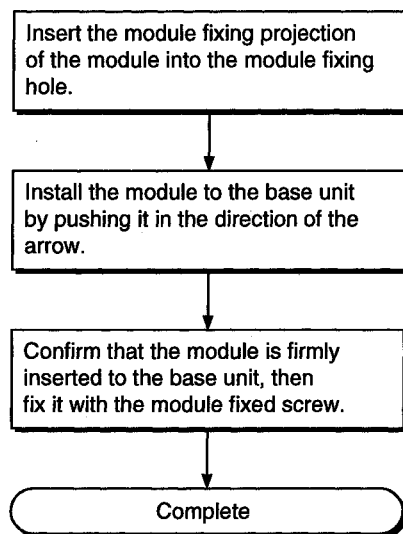 Insert the module fixing projection
of the module into the module fixing
hole.
Install the module to the base unit
by pushing it in the direction of the
arrow.
Confirm that the module is firmly
inserted to the base unit, then
fix it with the module fixed screw.
Complete